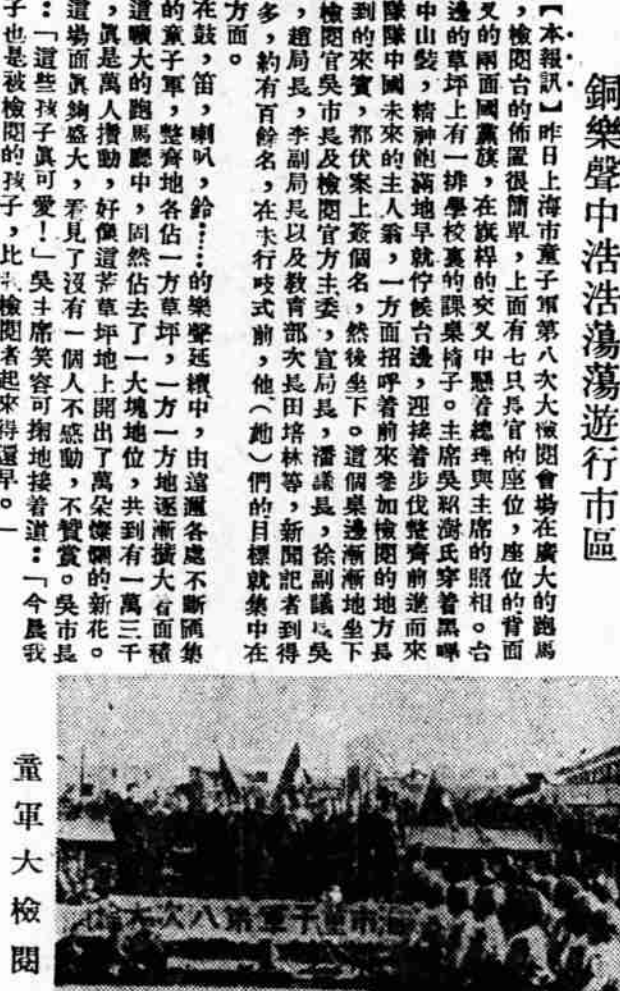 銅樂聲中浩浩蕩蕩遊行市區
【本報訊】昨日上海市童子軍第八次大檢閱會場在廣大的跑馬
，檢閱台的佈置很簡單，上面有七只長官的座位，座位的背面
叉的兩面國黨旗，在旗桿的交叉中懸着總理與主席的照相。台
邊的草坪上有一排學校裏的課桌椅子。主席吳紹澍氏穿着黑嗶
中山裝，精神飽滿地早就佇候台邊，迎接着步伐整齊前進而來
隊隊中國未來的主人翁，一方面招呼着前來參加檢閱的地方長
到的來賓，都伏案上簽個名，然後坐下。這個桌邊漸漸地坐下
檢閱官吳市長及檢閱官方主委，宣局長，潘議長，徐副議長吳
，趙局長，李副局長以及教育部次長田培林等，新聞記者到得
多，約有百餘名，在未行式前，他（她）們的目標就集中在
方面。
在鼓，笛，喇叭，鈴……的樂聲延續中，由遠邇各處不斷匯集
的童子軍，整齊地各佔一方草坪，一方一方地逐漸擴大着面積
這曠大的跑馬廳中，固然佔去了一大塊地位，共到有一萬三千
，眞是萬人攢動，好像這荒草坪地上開出了萬朵燦爛的新花。
這場面眞夠盛大，看見了沒有一個人不感動，不贊賞。吳市長
：「這些孩子眞可愛！」吳主席笑容可掬地接着道：「今晨我
子也是被檢閱的孩子，比我檢閱者起來得還早。」
童軍大檢閱
海市童子軍第八次大